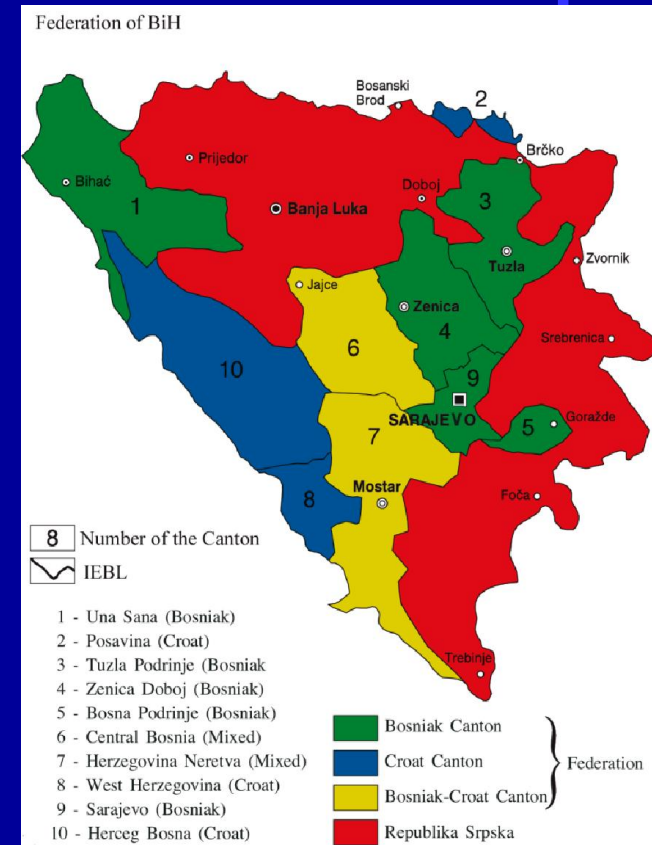 Federation of BiH
Bosanski
Brod
2
Brčko
Prijedor
Bihać
Doboj
3
1
Banja Luka
Tuzla
Zvornik
Jajce
Zenica
4
Srebrenica
6
9
10
SARAJEVO
Goražde
5
7
Mostar
8
Foča
8 Number of the Canton
IEBL
Trebinje
1 - Una Sana (Bosniak)
2 - Posavina (Croat)
3 - Tuzla Podrinje (Bosniak
4 - Zenica Doboj (Bosniak)
5 - Bosna Podrinje (Bosniak)
6 - Central Bosnia (Mixed)
7 - Herzegovina Neretva (Mixed)
8 - West Herzegovina (Croat)
9 - Sarajevo (Bosniak)
10 - Herceg Bosna (Croat)
Bosniak Canton
Croat Canton
Bosniak-Croat Canton
Federation
Republika Srpska